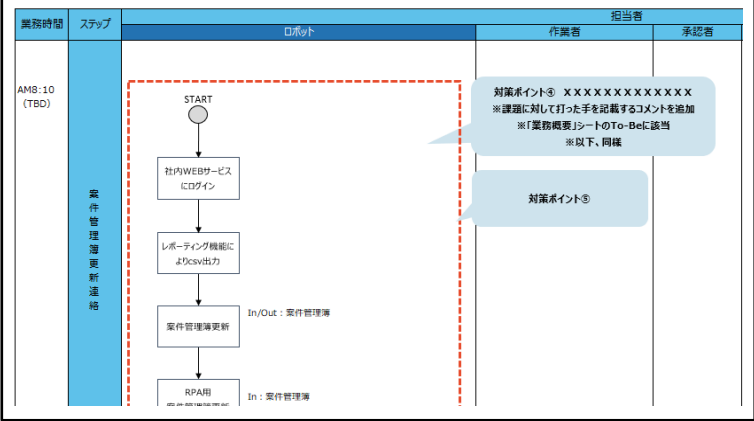 業務時間
ステップ
担当者
ロボット
作業者
承認者
AM8:10
(TBD)
案件管理簿更新連絡
START
社内WEBサービス
にログイン
レポーティング機能に
よりcsv出力
案件管理簿更新
In/Out：案件管理簿
RPA用
案件管理簿更新
In：案件管理簿
対策ポイント④ ＸＸＸＸＸＸＸＸＸＸＸＸＸ
※課題に対して打った手を記載するコメントを追加
※「業務概要」シートのTo-Beに該当
※以下、同様
対策ポイント⑤